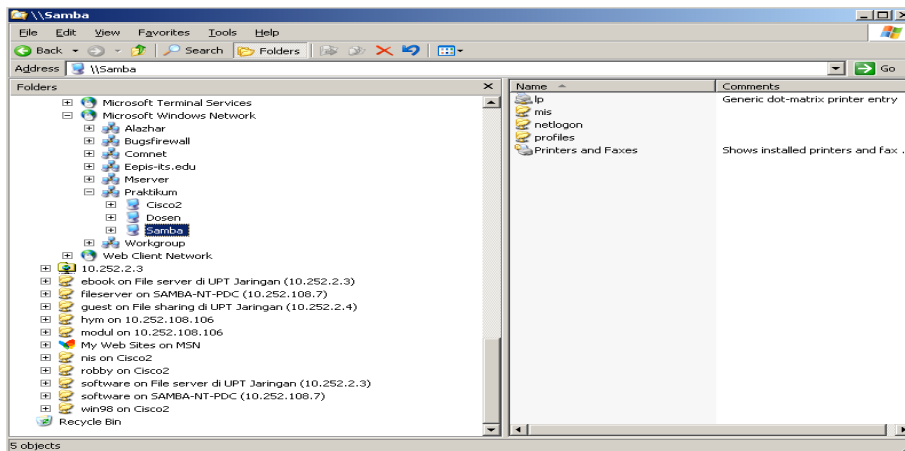 \\Samba
File Edit View Favorites Tools Help
Back Search Folders
Address \\Samba Go
Folders
Microsoft Terminal Services
Microsoft Windows Network
Alazhar
Bugsfirewall
Comnet
Eepis-its.edu
Mserver
Praktikum
Cisco2
Dosen
Samba
Workgroup
Web Client Network
10.252.2.3
ebook on File server di UPT Jaringan (10.252.2.3)
fileserver on SAMBA-NT-PDC (10.252.108.7)
guest on File sharing di UPT Jaringan (10.252.2.4)
hym on 10.252.108.106
modul on 10.252.108.106
My Web Sites on MSN
nis on Cisco2
robby on Cisco2
software on File server di UPT Jaringan (10.252.2.3)
software on SAMBA-NT-PDC (10.252.108.7)
win98 on Cisco2
Recycle Bin
Name Comments
lp Generic dot-matrix printer entry
mis
netlogon
profiles
Printers and Faxes Shows installed printers and fax .
5 objects